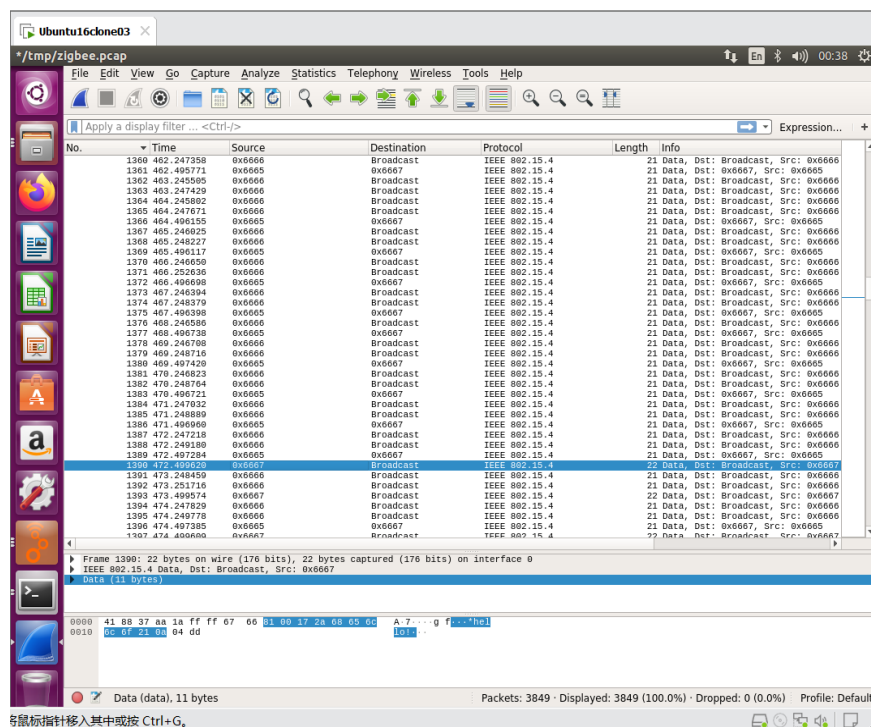 Ubuntu16clone03
*/tmp/zigbee.pcap En 00:38
File Edit View Go Capture Analyze Statistics Telephony Wireless Tools Help
Apply a display filter ... <Ctrl-/> Expression... +
No. Time Source Destination Protocol Length Info
1360 462.247358 0x6666 Broadcast IEEE 802.15.4 21 Data, Dst: Broadcast, Src: 0x6666
1361 462.495771 0x6665 0x6667 IEEE 802.15.4 21 Data, Dst: 0x6667, Src: 0x6665
1362 463.245505 0x6666 Broadcast IEEE 802.15.4 21 Data, Dst: Broadcast, Src: 0x6666
1363 463.247429 0x6666 Broadcast IEEE 802.15.4 21 Data, Dst: Broadcast, Src: 0x6666
1364 464.245802 0x6666 Broadcast IEEE 802.15.4 21 Data, Dst: Broadcast, Src: 0x6666
1365 464.247671 0x6666 Broadcast IEEE 802.15.4 21 Data, Dst: Broadcast, Src: 0x6666
1366 464.496155 0x6665 0x6667 IEEE 802.15.4 21 Data, Dst: 0x6667, Src: 0x6665
1367 465.246025 0x6666 Broadcast IEEE 802.15.4 21 Data, Dst: Broadcast, Src: 0x6666
1368 465.248227 0x6666 Broadcast IEEE 802.15.4 21 Data, Dst: Broadcast, Src: 0x6666
1369 465.496117 0x6665 0x6667 IEEE 802.15.4 21 Data, Dst: 0x6667, Src: 0x6665
1370 466.246650 0x6666 Broadcast IEEE 802.15.4 21 Data, Dst: Broadcast, Src: 0x6666
1371 466.252636 0x6666 Broadcast IEEE 802.15.4 21 Data, Dst: Broadcast, Src: 0x6666
1372 466.496698 0x6665 0x6667 IEEE 802.15.4 21 Data, Dst: 0x6667, Src: 0x6665
1373 467.246394 0x6666 Broadcast IEEE 802.15.4 21 Data, Dst: Broadcast, Src: 0x6666
1374 467.248379 0x6666 Broadcast IEEE 802.15.4 21 Data, Dst: Broadcast, Src: 0x6666
1375 467.496398 0x6665 0x6667 IEEE 802.15.4 21 Data, Dst: 0x6667, Src: 0x6665
1376 468.246586 0x6666 Broadcast IEEE 802.15.4 21 Data, Dst: Broadcast, Src: 0x6666
1377 468.496738 0x6665 0x6667 IEEE 802.15.4 21 Data, Dst: 0x6667, Src: 0x6665
1378 469.246708 0x6666 Broadcast IEEE 802.15.4 21 Data, Dst: Broadcast, Src: 0x6666
1379 469.248716 0x6666 Broadcast IEEE 802.15.4 21 Data, Dst: Broadcast, Src: 0x6666
1380 469.497420 0x6665 0x6667 IEEE 802.15.4 21 Data, Dst: 0x6667, Src: 0x6665
1381 470.246823 0x6666 Broadcast IEEE 802.15.4 21 Data, Dst: Broadcast, Src: 0x6666
1382 470.248764 0x6666 Broadcast IEEE 802.15.4 21 Data, Dst: Broadcast, Src: 0x6666
1383 470.496721 0x6665 0x6667 IEEE 802.15.4 21 Data, Dst: 0x6667, Src: 0x6665
1384 471.247032 0x6666 Broadcast IEEE 802.15.4 21 Data, Dst: Broadcast, Src: 0x6666
1385 471.248889 0x6666 Broadcast IEEE 802.15.4 21 Data, Dst: Broadcast, Src: 0x6666
1386 471.496960 0x6665 0x6667 IEEE 802.15.4 21 Data, Dst: 0x6667, Src: 0x6665
1387 472.247218 0x6666 Broadcast IEEE 802.15.4 21 Data, Dst: Broadcast, Src: 0x6666
1388 472.249180 0x6666 Broadcast IEEE 802.15.4 21 Data, Dst: Broadcast, Src: 0x6666
1389 472.497284 0x6665 0x6667 IEEE 802.15.4 21 Data, Dst: 0x6667, Src: 0x6665
1390 472.499620 0x6667 Broadcast IEEE 802.15.4 22 Data, Dst: Broadcast, Src: 0x6667
1391 473.248459 0x6666 Broadcast IEEE 802.15.4 21 Data, Dst: Broadcast, Src: 0x6666
1392 473.251716 0x6666 Broadcast IEEE 802.15.4 21 Data, Dst: Broadcast, Src: 0x6666
1393 473.499574 0x6667 Broadcast IEEE 802.15.4 22 Data, Dst: Broadcast, Src: 0x6667
1394 474.247829 0x6666 Broadcast IEEE 802.15.4 21 Data, Dst: Broadcast, Src: 0x6666
1395 474.249778 0x6666 Broadcast IEEE 802.15.4 21 Data, Dst: Broadcast, Src: 0x6666
1396 474.497385 0x6665 0x6667 IEEE 802.15.4 21 Data, Dst: 0x6667, Src: 0x6665
1397 474.499609 0x6667 Broadcast IEEE 802.15.4 22 Data, Dst: Broadcast, Src: 0x6667
Frame 1390: 22 bytes on wire (176 bits), 22 bytes captured (176 bits) on interface 0
IEEE 802.15.4 Data, Dst: Broadcast, Src: 0x6667
Data (11 bytes)
0000 41 88 37 aa 1a ff ff 67 66 81 00 17 2a 68 65 6c A·7····g f···*hel
0010 6c 6f 21 0a 04 dd lo!···
Data (data), 11 bytes Packets: 3849 · Displayed: 3849 (100.0%) · Dropped: 0 (0.0%) Profile: Default
将鼠标指针移入其中或按 Ctrl+G。